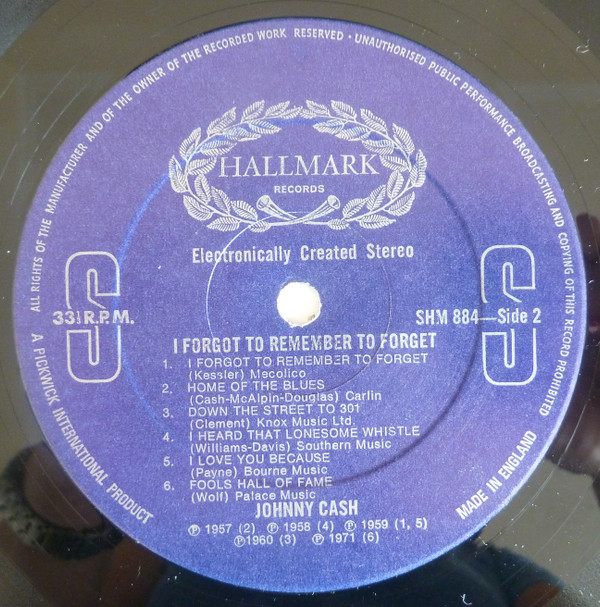 ALL RIGHTS OF THE MANUFACTURER AND OF THE OWNER OF THE RECORDED WORK RESERVED · UNAUTHORISED PUBLIC PERFORMANCE BROADCASTING AND COPYING OF THIS RECORD PROHIBITED
HALLMARK
RECORDS
Electronically Created Stereo
S S
33⅓ R.P.M.
SHM 884—Side 2
I FORGOT TO REMEMBER TO FORGET
1. I FORGOT TO REMEMBER TO FORGET
(Kessler) Mecolico
2. HOME OF THE BLUES
(Cash-McAlpin-Douglas) Carlin
3. DOWN THE STREET TO 301
(Clement) Knox Music Ltd.
4. I HEARD THAT LONESOME WHISTLE
(Williams-Davis) Southern Music
5. I LOVE YOU BECAUSE
(Payne) Bourne Music
6. FOOLS HALL OF FAME
(Wolf) Palace Music
JOHNNY CASH
℗ 1957 (2) ℗ 1958 (4) ℗ 1959 (1, 5)
℗1960 (3) ℗ 1971 (6)
A PICKWICK INTERNATIONAL PRODUCT
MADE IN ENGLAND